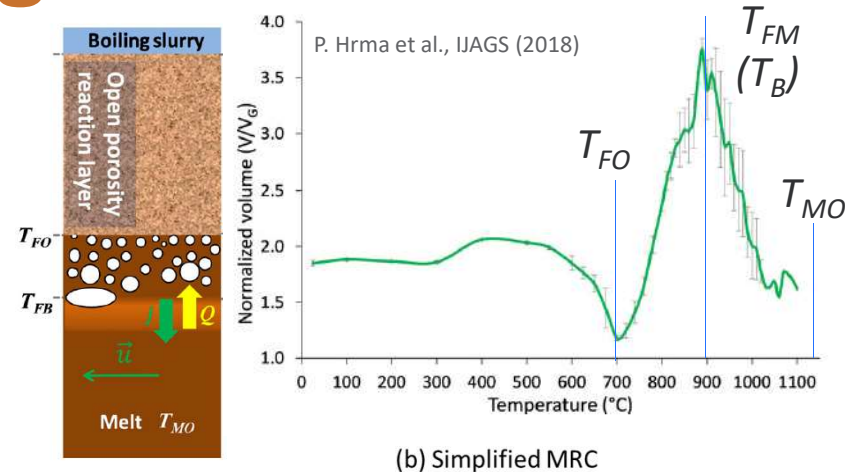 Boiling slurry
Open porosity
reaction layer
T_FO
T_FB
J
Q
u⃗
Melt T_MO
P. Hrma et al., IJAGS (2018)
T_FM
(T_B)
T_FO
T_MO
Normalized volume (V/V_G)
4.0
3.5
3.0
2.5
2.0
1.5
1.0
0 100 200 300 400 500 600 700 800 900 1000 1100
Temperature (°C)
(b) Simplified MRC